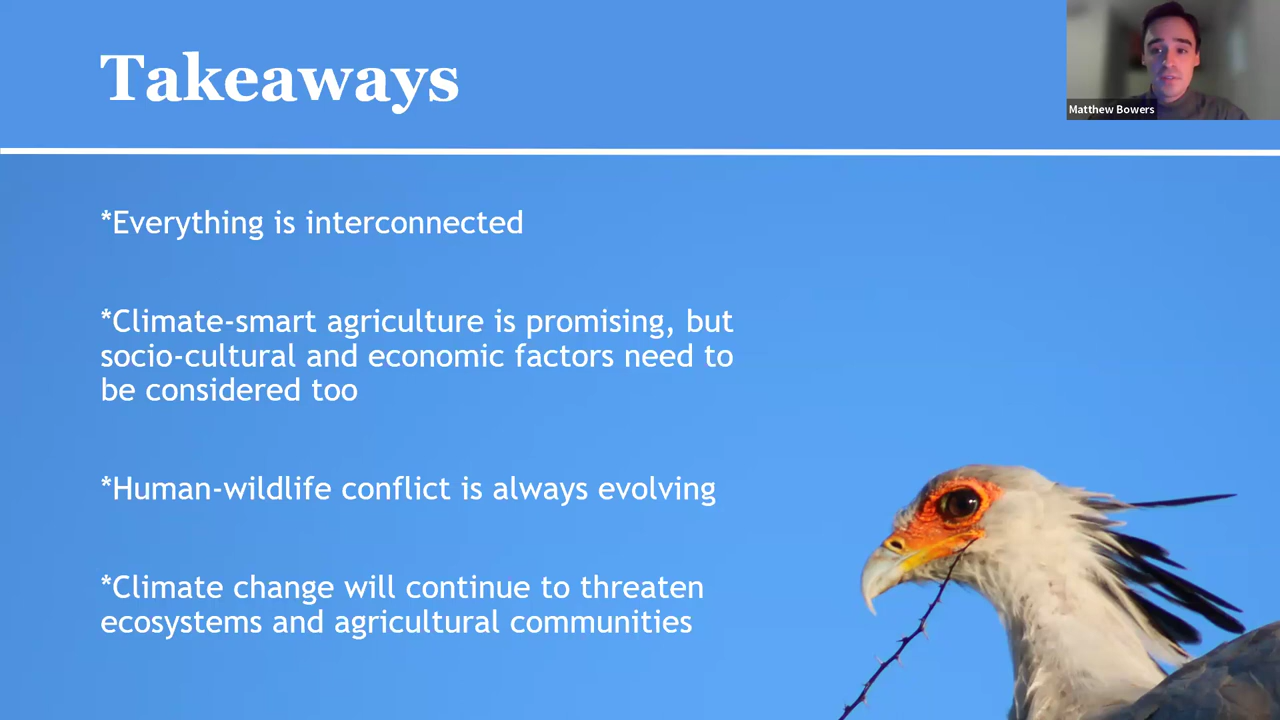 Takeaways
Matthew Bowers
*Everything is interconnected
*Climate-smart agriculture is promising, but
socio-cultural and economic factors need to
be considered too
*Human-wildlife conflict is always evolving
*Climate change will continue to threaten
ecosystems and agricultural communities